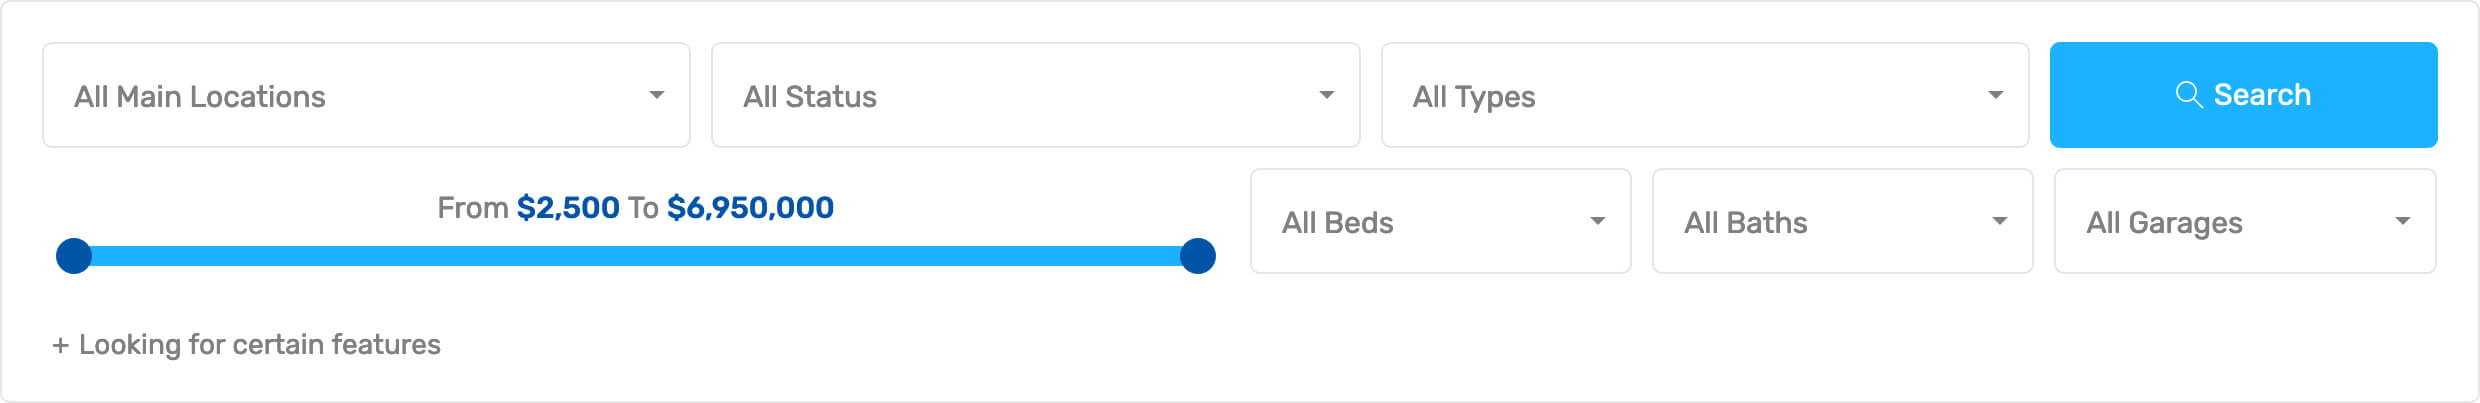 All Main Locations
All Status
All Types
Search
From $2,500 To $6,950,000
All Beds
All Baths
All Garages
+ Looking for certain features